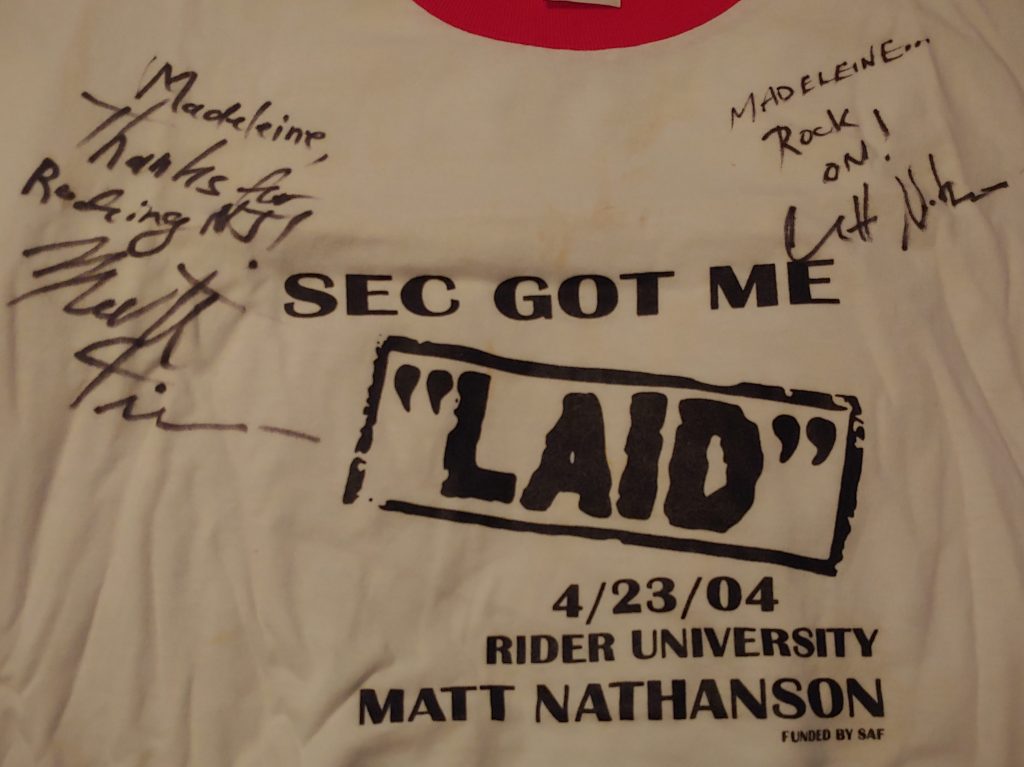 Madeleine,
Thanks for
Rocking NJ!
MADELEINE...
Rock
ON!
SEC GOT ME
"LAID"
4/23/04
RIDER UNIVERSITY
MATT NATHANSON
FUNDED BY SAF